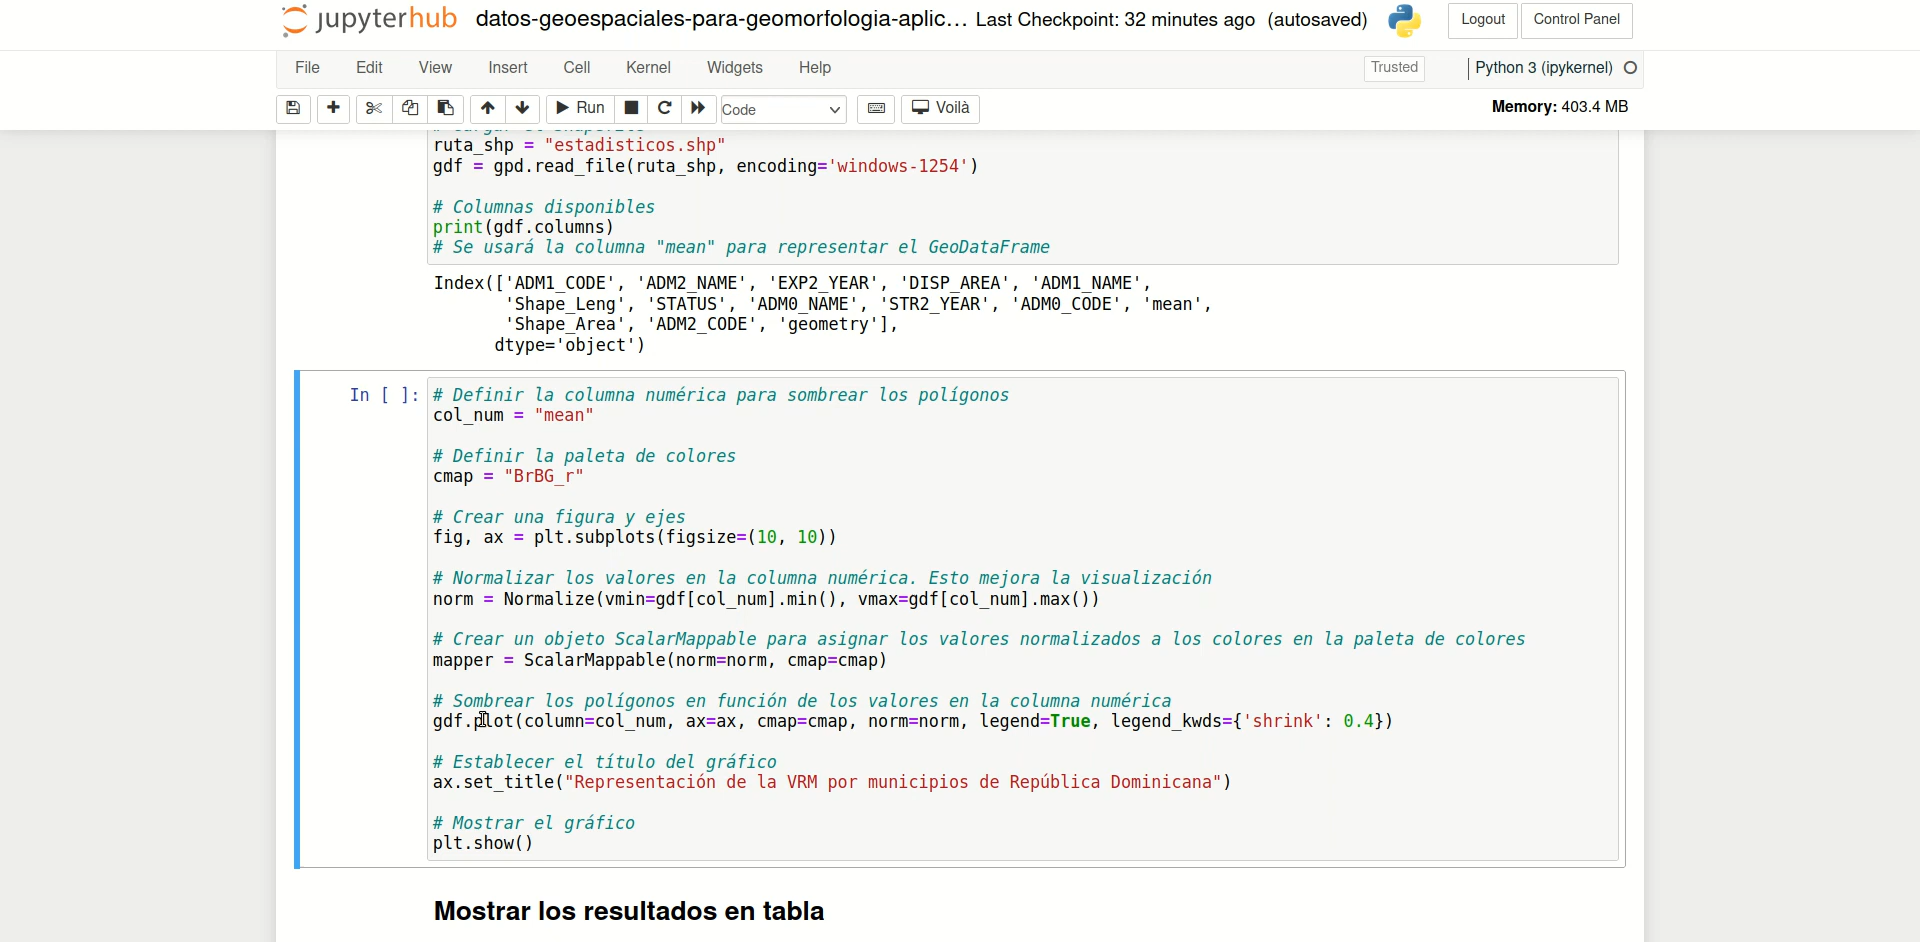 jupyterhub datos-geoespaciales-para-geomorfologia-aplic... Last Checkpoint: 32 minutes ago (autosaved) Logout Control Panel
File Edit View Insert Cell Kernel Widgets Help Trusted Python 3 (ipykernel)
Run Code Voilà Memory: 403.4 MB
ruta_shp = "estadisticos.shp"
gdf = gpd.read_file(ruta_shp, encoding='windows-1254')
# Columnas disponibles
print(gdf.columns)
# Se usará la columna "mean" para representar el GeoDataFrame
Index(['ADM1_CODE', 'ADM2_NAME', 'EXP2_YEAR', 'DISP_AREA', 'ADM1_NAME',
'Shape_Leng', 'STATUS', 'ADM0_NAME', 'STR2_YEAR', 'ADM0_CODE', 'mean',
'Shape_Area', 'ADM2_CODE', 'geometry'],
dtype='object')
In [ ]: # Definir la columna numérica para sombrear los polígonos
col_num = "mean"
# Definir la paleta de colores
cmap = "BrBG_r"
# Crear una figura y ejes
fig, ax = plt.subplots(figsize=(10, 10))
# Normalizar los valores en la columna numérica. Esto mejora la visualización
norm = Normalize(vmin=gdf[col_num].min(), vmax=gdf[col_num].max())
# Crear un objeto ScalarMappable para asignar los valores normalizados a los colores en la paleta de colores
mapper = ScalarMappable(norm=norm, cmap=cmap)
# Sombrear los polígonos en función de los valores en la columna numérica
gdf.plot(column=col_num, ax=ax, cmap=cmap, norm=norm, legend=True, legend_kwds={'shrink': 0.4})
# Establecer el título del gráfico
ax.set_title("Representación de la VRM por municipios de República Dominicana")
# Mostrar el gráfico
plt.show()
Mostrar los resultados en tabla